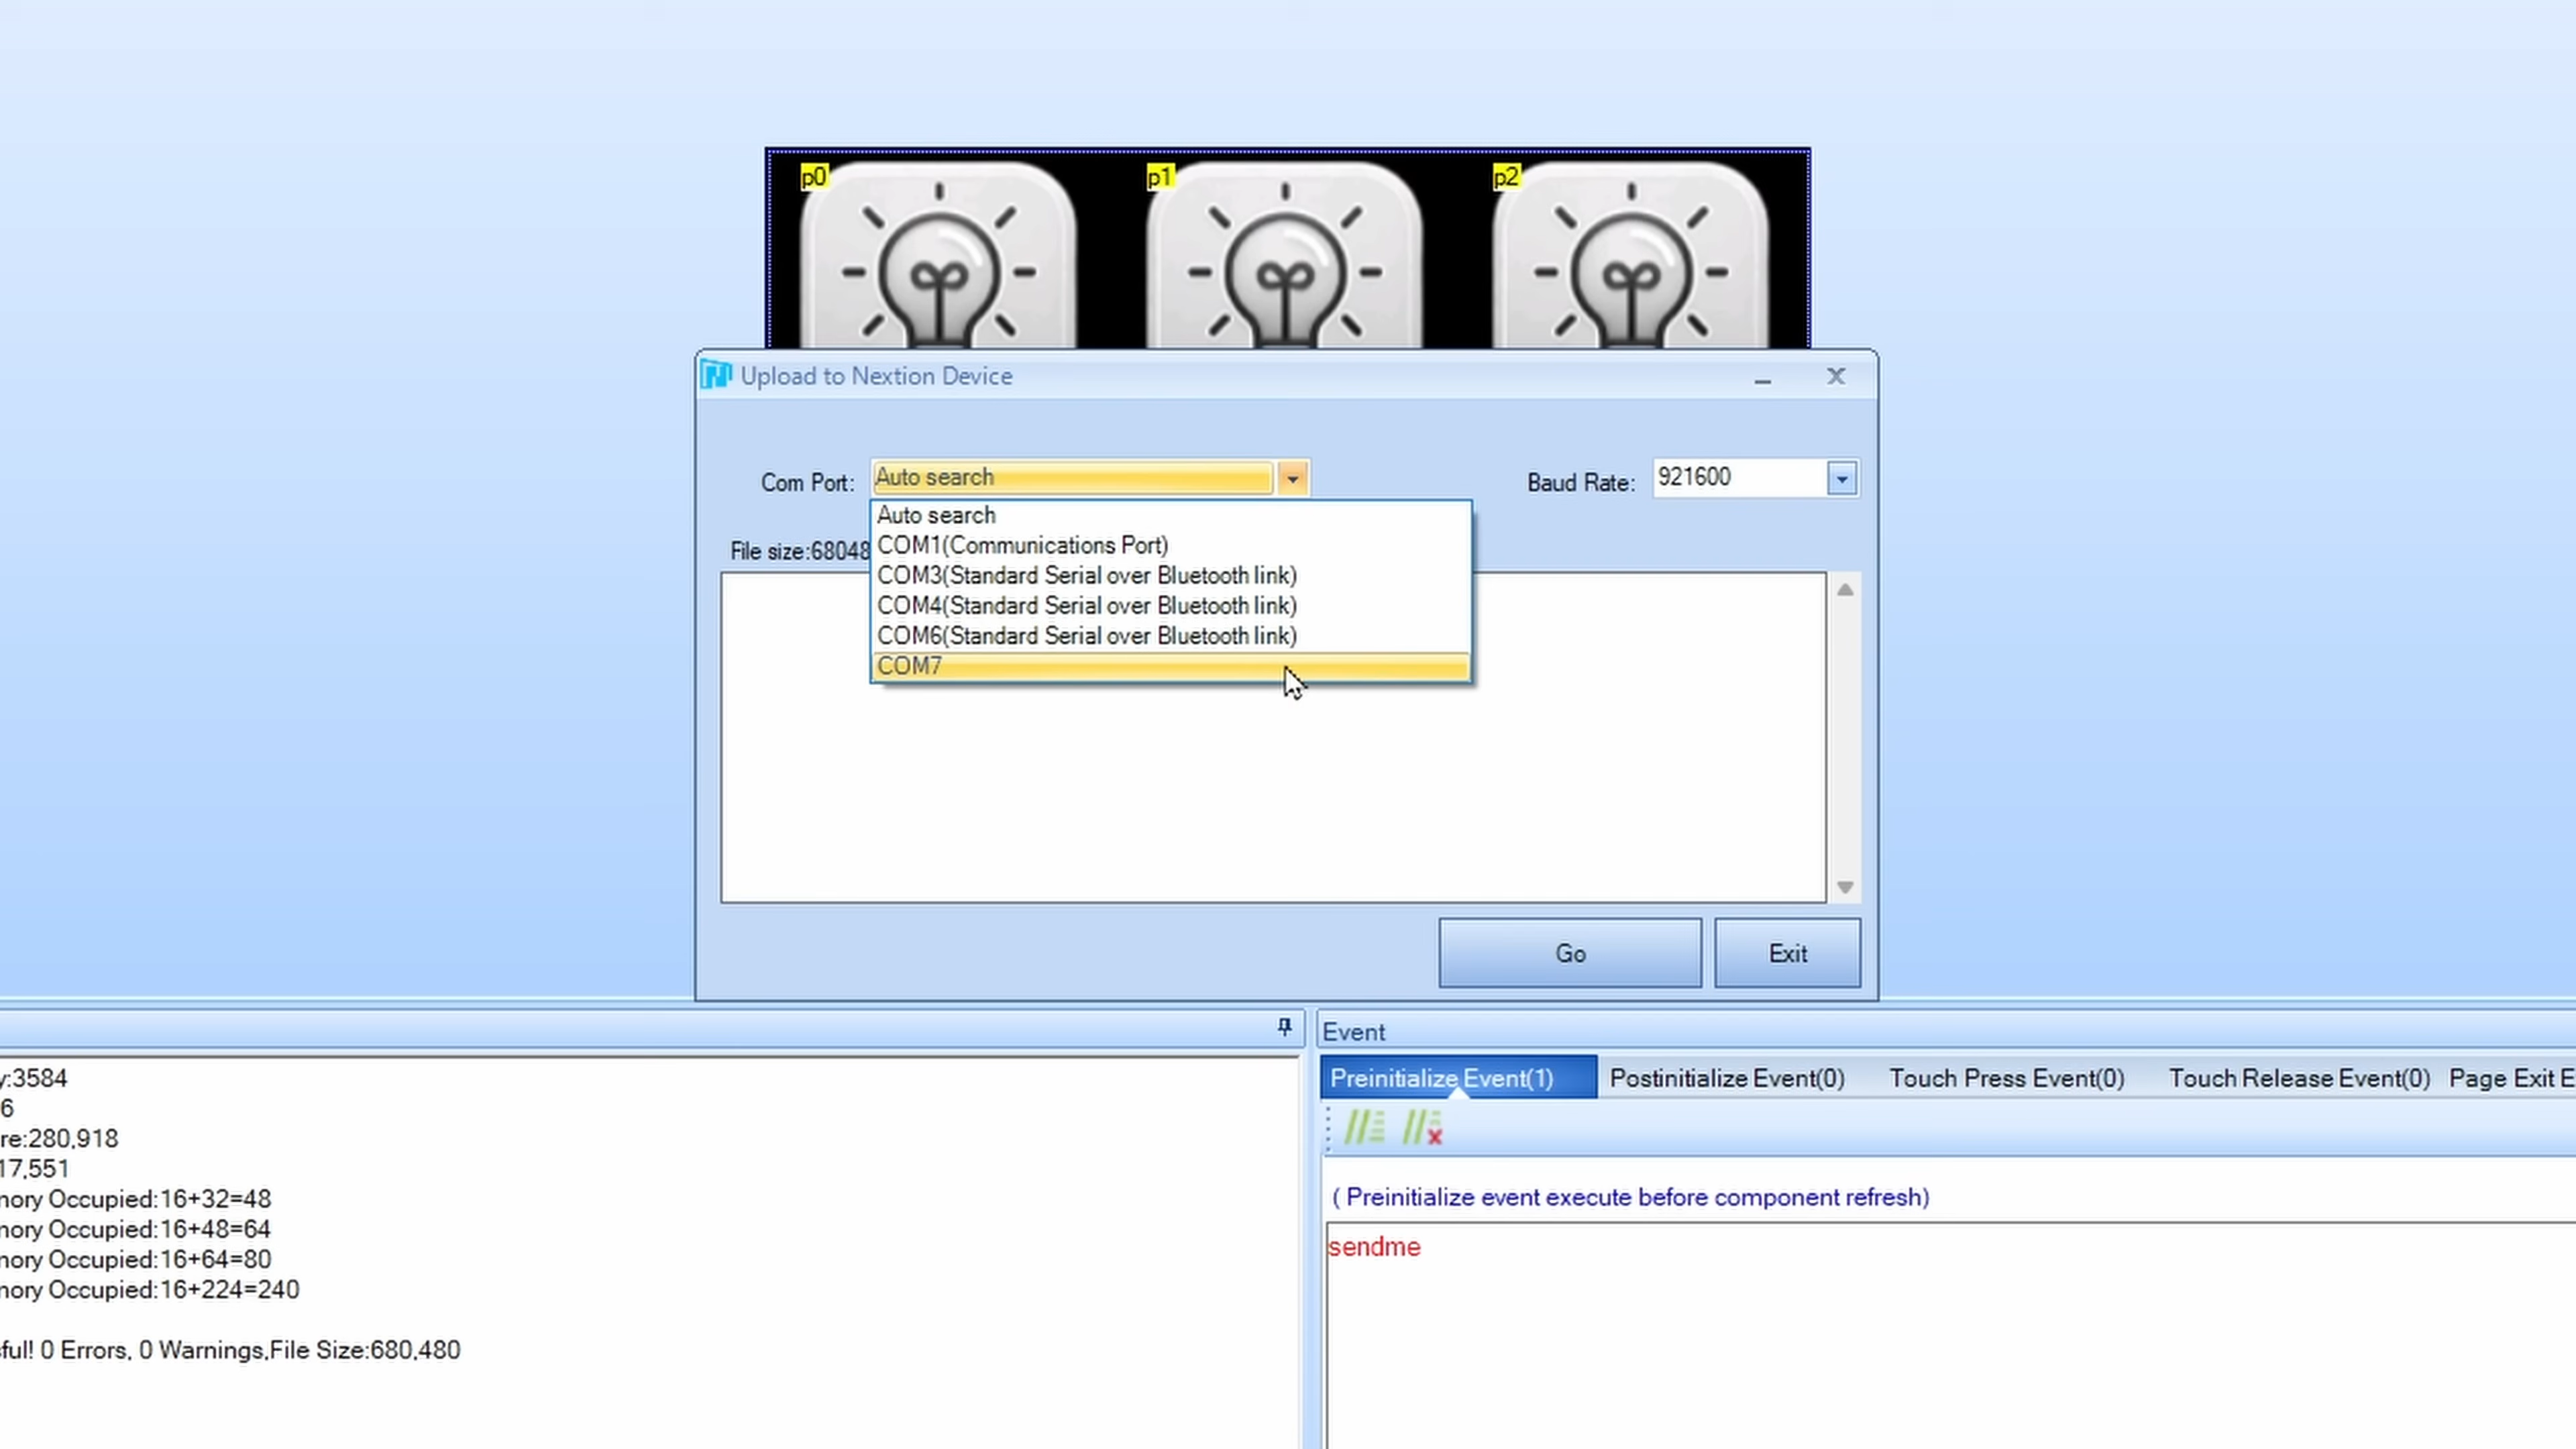 p0 p1 p2
Upload to Nextion Device
Com Port: Auto search Baud Rate: 921600
Auto search
COM1(Communications Port)
File size:68048
COM3(Standard Serial over Bluetooth link)
COM4(Standard Serial over Bluetooth link)
COM6(Standard Serial over Bluetooth link)
COM7
Go Exit
y:3584
6
re:280,918
17,551
nory Occupied:16+32=48
nory Occupied:16+48=64
nory Occupied:16+64=80
nory Occupied:16+224=240
sful! 0 Errors, 0 Warnings,File Size:680,480
Event
Preinitialize Event(1) Postinitialize Event(0) Touch Press Event(0) Touch Release Event(0) Page Exit E
( Preinitialize event execute before component refresh)
sendme